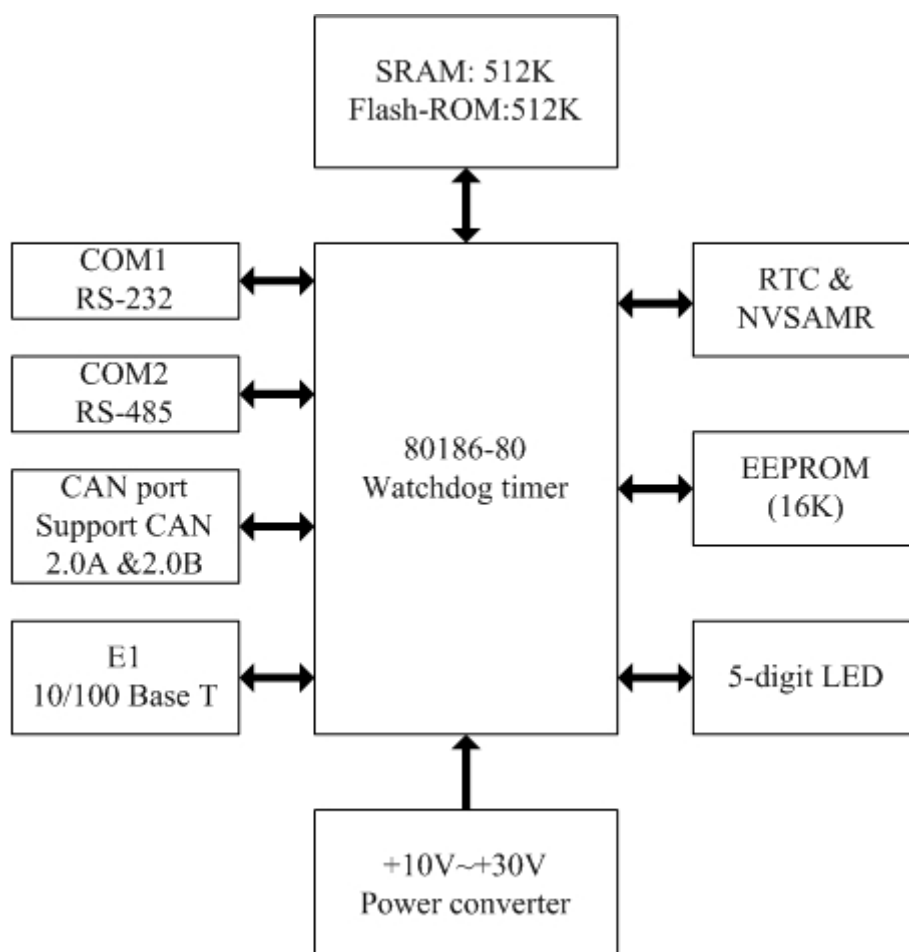 SRAM: 512K
Flash-ROM:512K
COM1
RS-232
COM2
RS-485
CAN port
Support CAN
2.0A &2.0B
E1
10/100 Base T
80186-80
Watchdog timer
RTC &
NVSAMR
EEPROM
(16K)
5-digit LED
+10V~+30V
Power converter